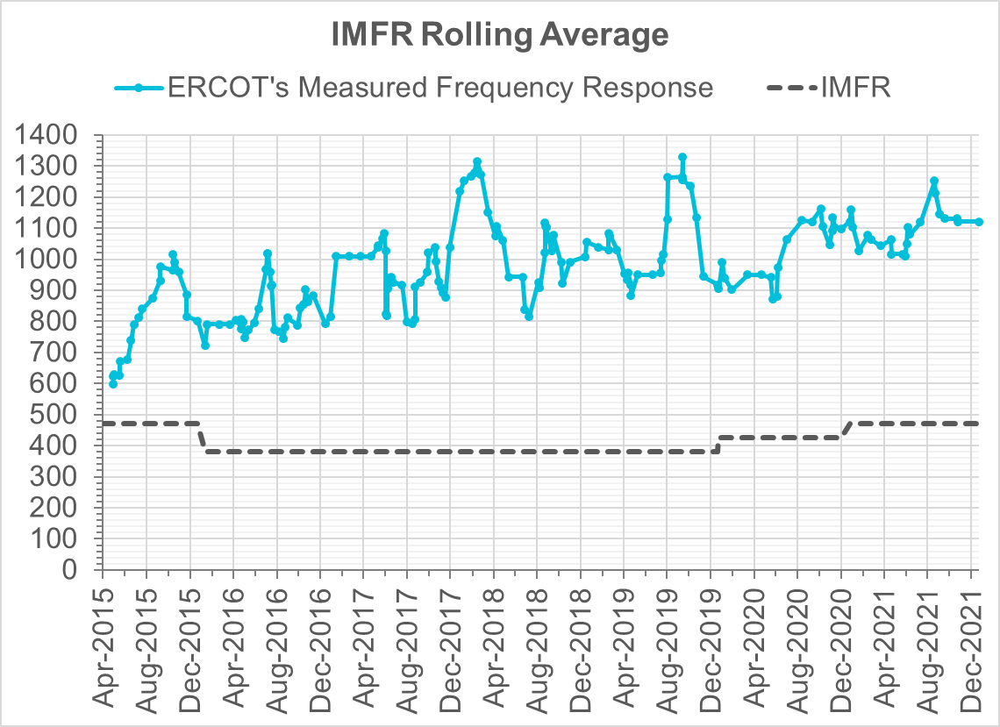 IMFR Rolling Average
ERCOT's Measured Frequency Response
IMFR
1400
1300
1200
1100
1000
900
800
700
600
500
400
300
200
100
0
Apr-2015
Aug-2015
Dec-2015
Apr-2016
Aug-2016
Dec-2016
Apr-2017
Aug-2017
Dec-2017
Apr-2018
Aug-2018
Dec-2018
Apr-2019
Aug-2019
Dec-2019
Apr-2020
Aug-2020
Dec-2020
Apr-2021
Aug-2021
Dec-2021